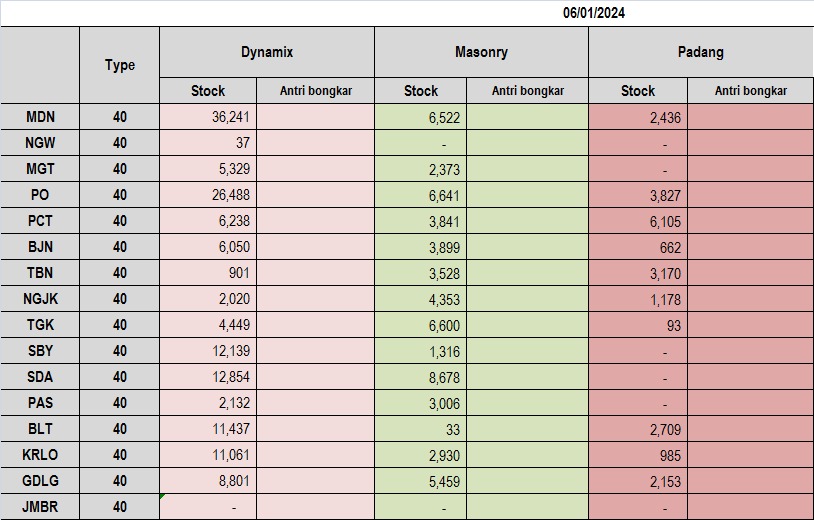 06/01/2024
Type Dynamix Masonry Padang
Stock Antri bongkar Stock Antri bongkar Stock Antri bongkar
MDN 40 36,241 6,522 2,436
NGW 40 37 - -
MGT 40 5,329 2,373 -
PO 40 26,488 6,641 3,827
PCT 40 6,238 3,841 6,105
BJN 40 6,050 3,899 662
TBN 40 901 3,528 3,170
NGJK 40 2,020 4,353 1,178
TGK 40 4,449 6,600 93
SBY 40 12,139 1,316 -
SDA 40 12,854 8,678 -
PAS 40 2,132 3,006 -
BLT 40 11,437 33 2,709
KRLO 40 11,061 2,930 985
GDLG 40 8,801 5,459 2,153
JMBR 40 - - -